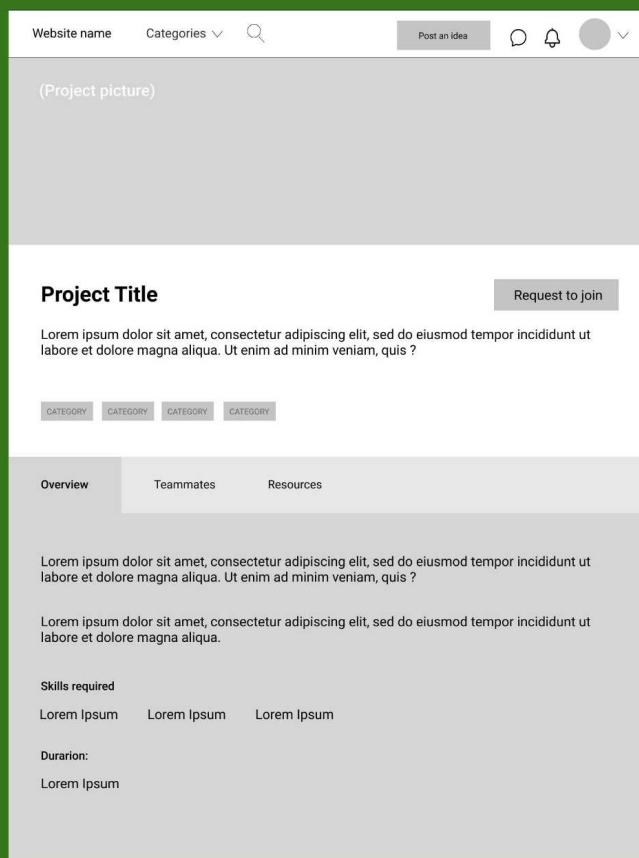 Website name
Categories
Post an idea
(Project picture)
Project Title
Request to join
Lorem ipsum dolor sit amet, consectetur adipiscing elit, sed do eiusmod tempor incididunt ut
labore et dolore magna aliqua. Ut enim ad minim veniam, quis ?
CATEGORY CATEGORY CATEGORY CATEGORY
Overview Teammates Resources
Lorem ipsum dolor sit amet, consectetur adipiscing elit, sed do eiusmod tempor incididunt ut
labore et dolore magna aliqua. Ut enim ad minim veniam, quis ?
Lorem ipsum dolor sit amet, consectetur adipiscing elit, sed do eiusmod tempor incididunt ut
labore et dolore magna aliqua.
Skills required
Lorem Ipsum Lorem Ipsum Lorem Ipsum
Durarion:
Lorem Ipsum